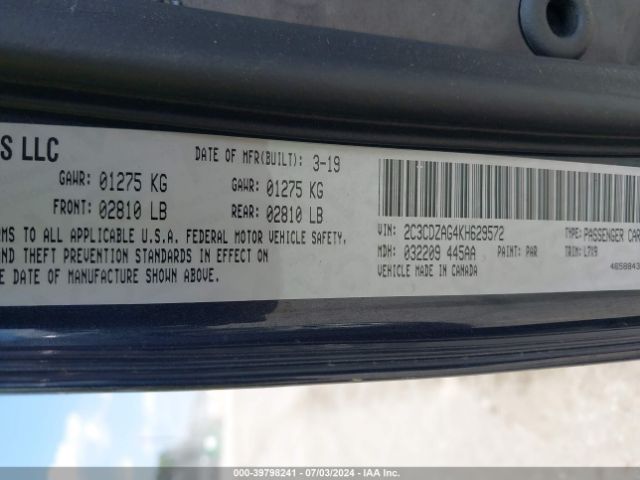 S LLC
DATE OF MFR(BUILT): 3-19
GAWR: 01275 KG GAWR: 01275 KG
FRONT: 02810 LB REAR: 02810 LB
RMS TO ALL APPLICABLE U.S.A. FEDERAL MOTOR VEHICLE SAFETY,
AND THEFT PREVENTION STANDARDS IN EFFECT ON
E DATE OF MANUFACTURE SHOWN ABOVE.
VIN: 2C3CDZAG4KH629572 TYPE: PASSENGER CAR
MDH: 032209 445AA PAINT: PAR TRIM: L7X9
VEHICLE MADE IN CANADA
000-39798241 - 07/03/2024 - IAA Inc.